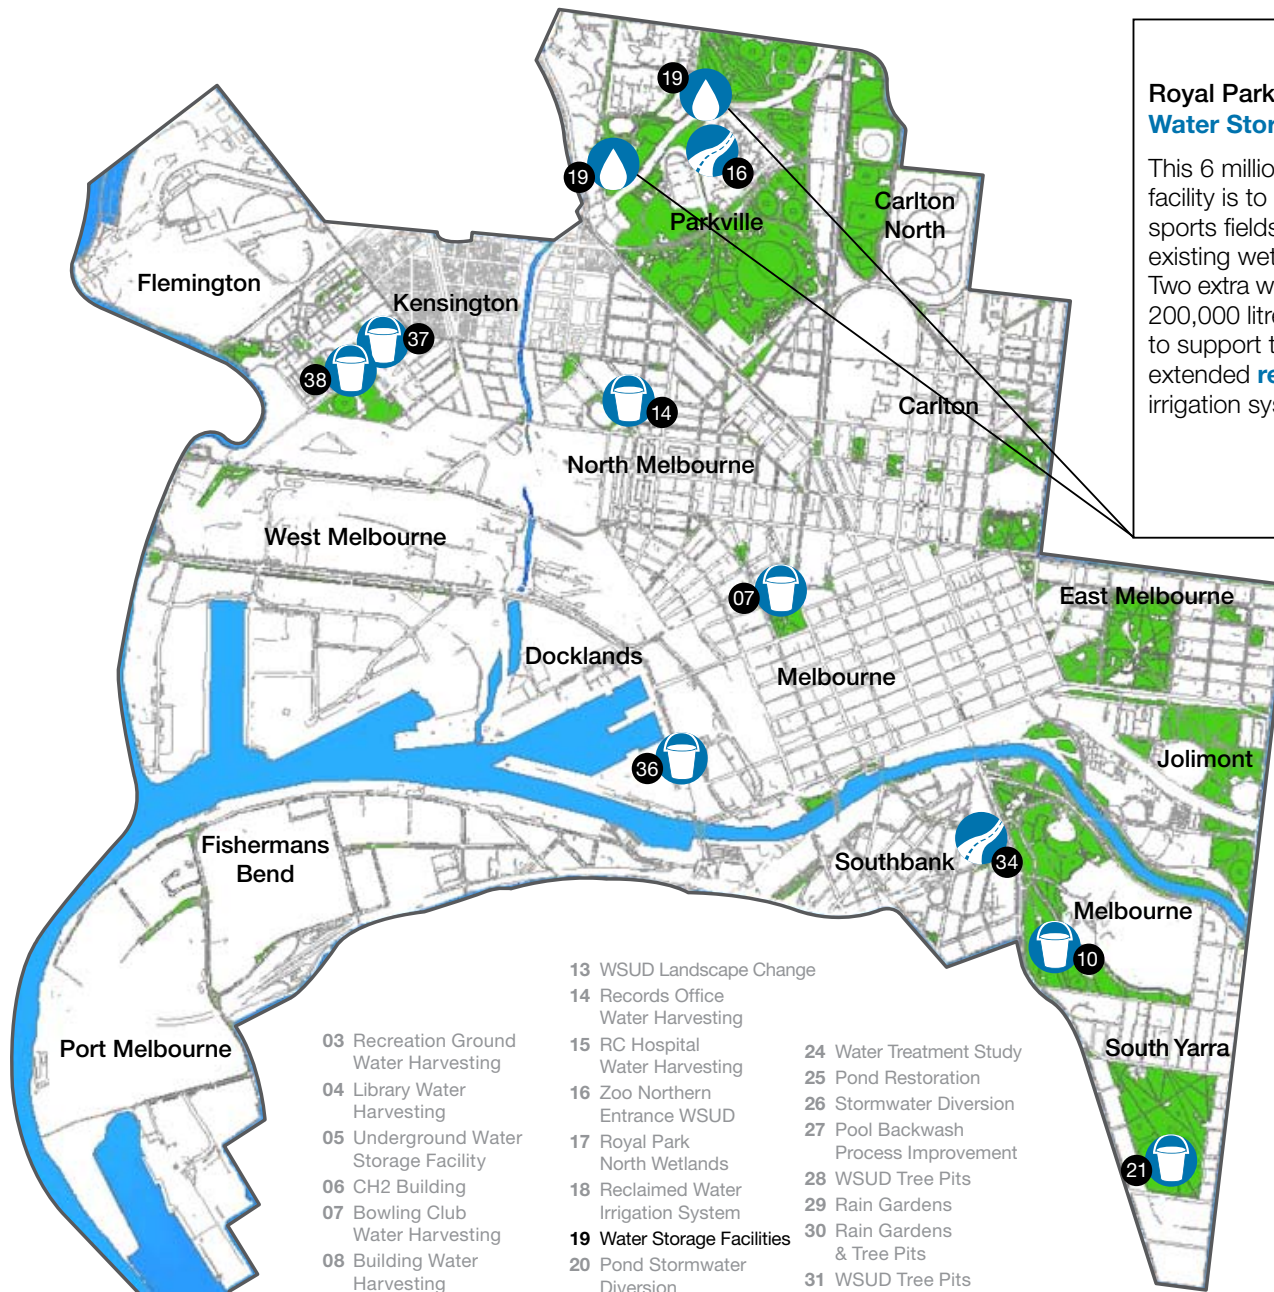 19
19
16
Parkville
Carlton
North
Flemington
Kensington
37
38
14
Carlton
North Melbourne
West Melbourne
07
East Melbourne
Docklands
Melbourne
36
Jolimont
Fishermans
Bend
Southbank
34
Melbourne
10
Port Melbourne
South Yarra
21
Royal Park
Water Stor
This 6 millio
facility is to
sports fields
existing wet
Two extra w
200,000 litre
to support t
extended re
irrigation sys
03 Recreation Ground
Water Harvesting
04 Library Water
Harvesting
05 Underground Water
Storage Facility
06 CH2 Building
07 Bowling Club
Water Harvesting
08 Building Water
Harvesting
13 WSUD Landscape Change
14 Records Office
Water Harvesting
15 RC Hospital
Water Harvesting
16 Zoo Northern
Entrance WSUD
17 Royal Park
North Wetlands
18 Reclaimed Water
Irrigation System
19 Water Storage Facilities
20 Pond Stormwater
Diversion
24 Water Treatment Study
25 Pond Restoration
26 Stormwater Diversion
27 Pool Backwash
Process Improvement
28 WSUD Tree Pits
29 Rain Gardens
30 Rain Gardens
& Tree Pits
31 WSUD Tree Pits